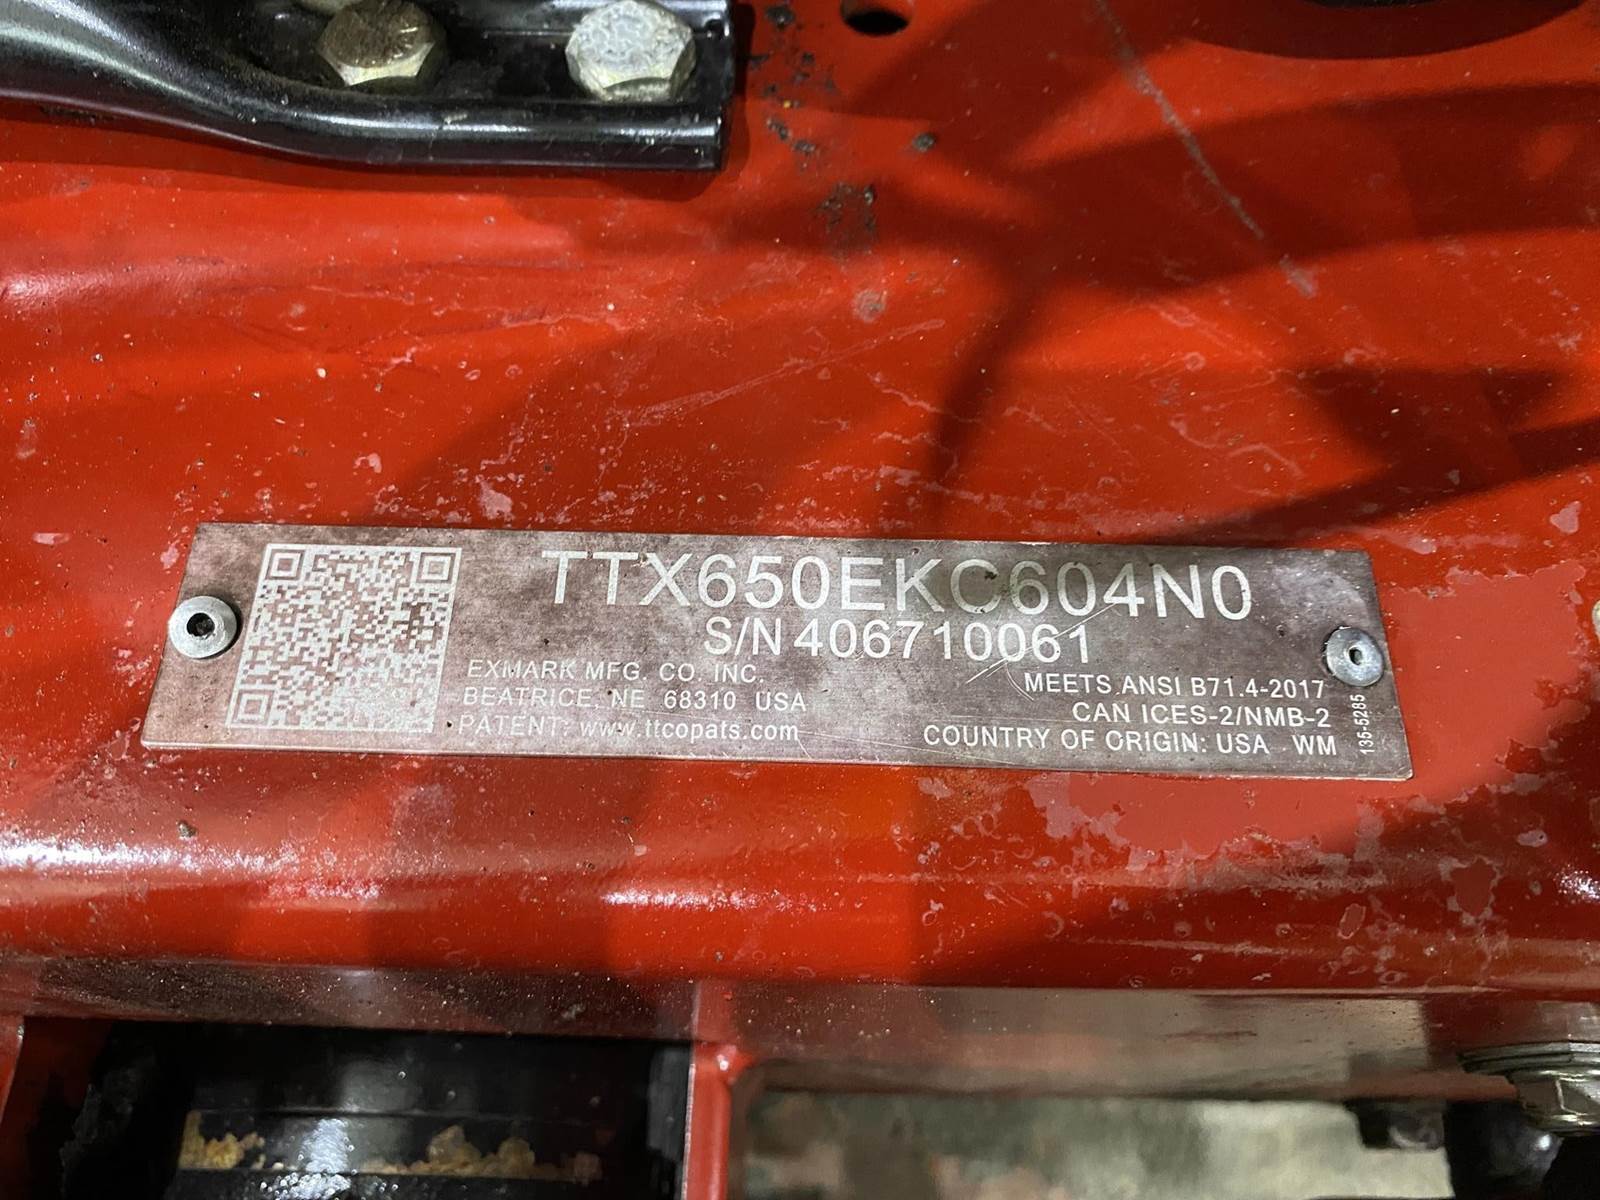 TTX650EKC604N0
S/N 406710061
EXMARK MFG. CO. INC.
BEATRICE, NE 68310 USA
PATENT: www.ttcopats.com
MEETS ANSI B71.4-2017
CAN ICES-2/NMB-2
COUNTRY OF ORIGIN: USA WM
135-5285